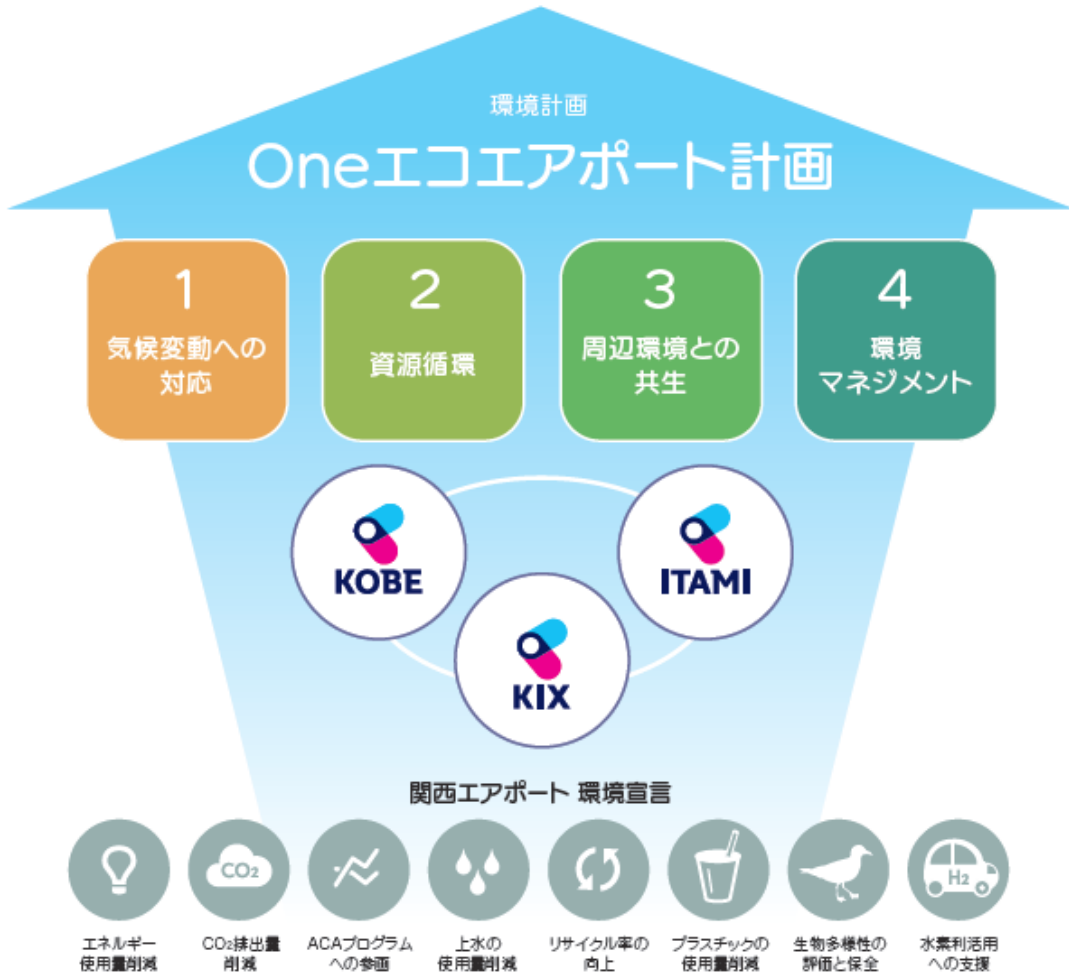 環境計画
Oneエコエアポート計画
1
気候変動への
対応
2
資源循環
3
周辺環境との
共生
4
環境
マネジメント
KOBE
ITAMI
KIX
関西エアポート 環境宣言
CO2
H2
エネルギー
使用量削減
CO2排出量
削減
ACAプログラム
への参画
上水の
使用量削減
リサイクル率の
向上
プラスチックの
使用量削減
生物多様性の
評価と保全
水素利活用
への支援